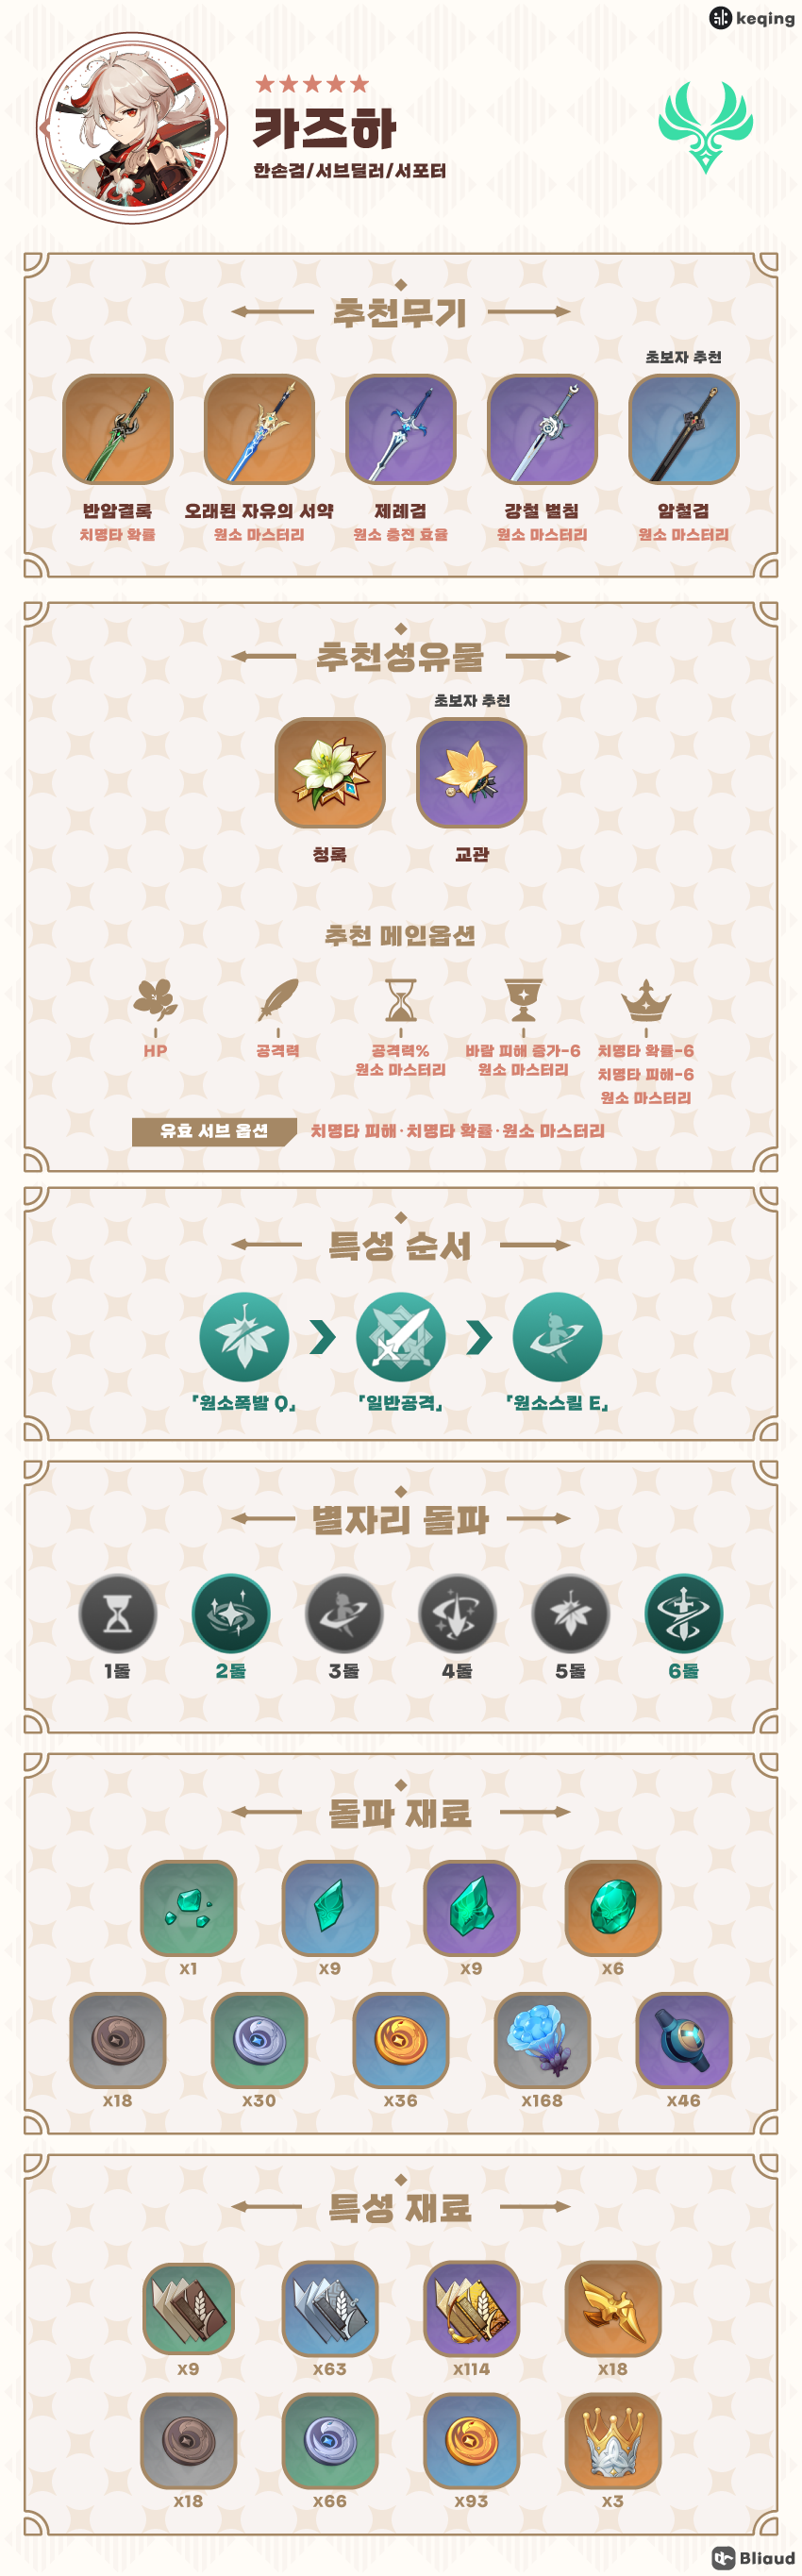 keqing
카즈하
한손검/서브딜러/서포터
추천무기
초보자 추천
반암결록
치명타 확률
오래된 자유의 서약
원소 마스터리
제례검
원소 충전 효율
강철 벌침
원소 마스터리
암철검
원소 마스터리
추천성유물
초보자 추천
청록
교관
추천 메인옵션
HP
공격력
공격력%
원소 마스터리
바람 피해 증가-6
원소 마스터리
치명타 확률-6
치명타 피해-6
원소 마스터리
유효 서브 옵션
치명타 피해·치명타 확률·원소 마스터리
특성 순서
「원소폭발 Q」
「일반공격」
「원소스킬 E」
별자리 돌파
1돌
2돌
3돌
4돌
5돌
6돌
돌파 재료
x1
x9
x9
x6
x18
x30
x36
x168
x46
특성 재료
x9
x63
x114
x18
x18
x66
x93
x3
Bliaud